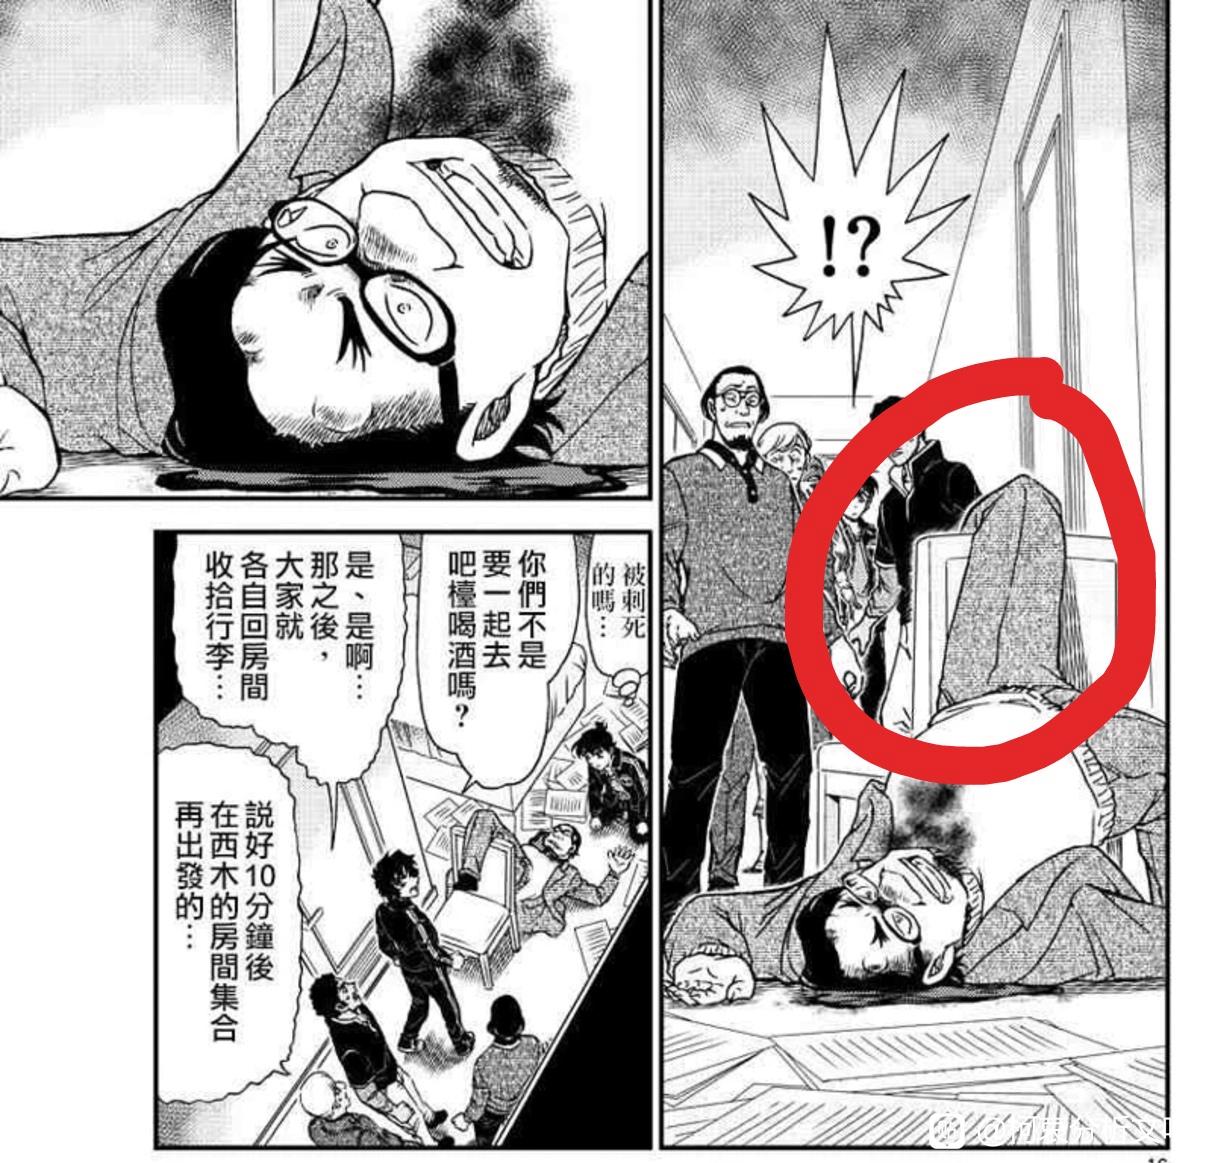 !?
被刺死
的嗎…
你們不是
要一起去
吧檯喝酒嗎？
是、是啊…
那之後，
大家就
各自回房間
收拾行李…
說好10分鐘後
在西木的房間集合
再出發的…